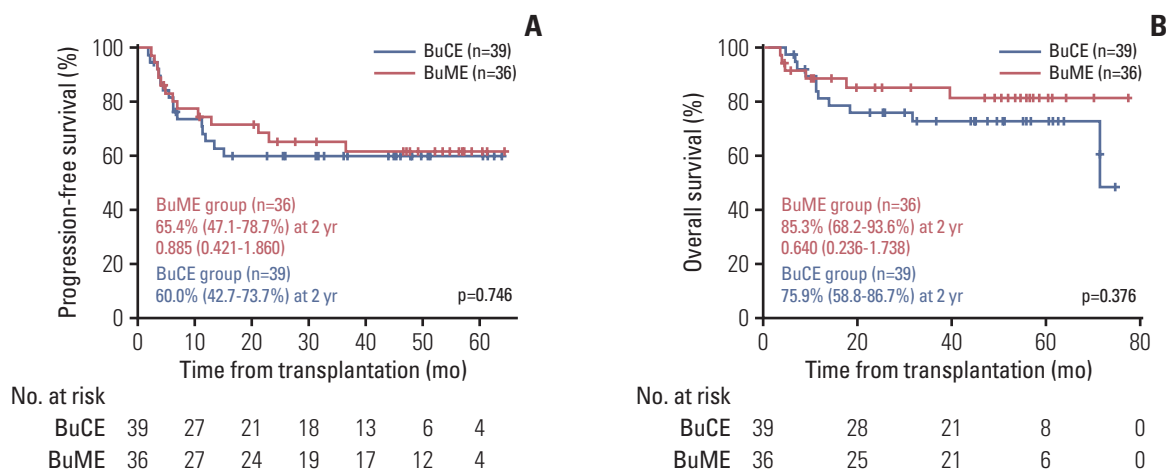 A
Progression-free survival (%)
100
80
60
40
20
0
BuCE (n=39)
BuME (n=36)
BuME group (n=36)
65.4% (47.1-78.7%) at 2 yr
0.885 (0.421-1.860)
BuCE group (n=39)
60.0% (42.7-73.7%) at 2 yr
p=0.746
0 10 20 30 40 50 60
Time from transplantation (mo)
No. at risk
BuCE 39 27 21 18 13 6 4
BuME 36 27 24 19 17 12 4
B
Overall survival (%)
100
80
60
40
20
0
BuCE (n=39)
BuME (n=36)
BuME group (n=36)
85.3% (68.2-93.6%) at 2 yr
0.640 (0.236-1.738)
BuCE group (n=39)
75.9% (58.8-86.7%) at 2 yr
p=0.376
0 20 40 60 80
Time from transplantation (mo)
No. at risk
BuCE 39 28 21 8 0
BuME 36 25 21 6 0